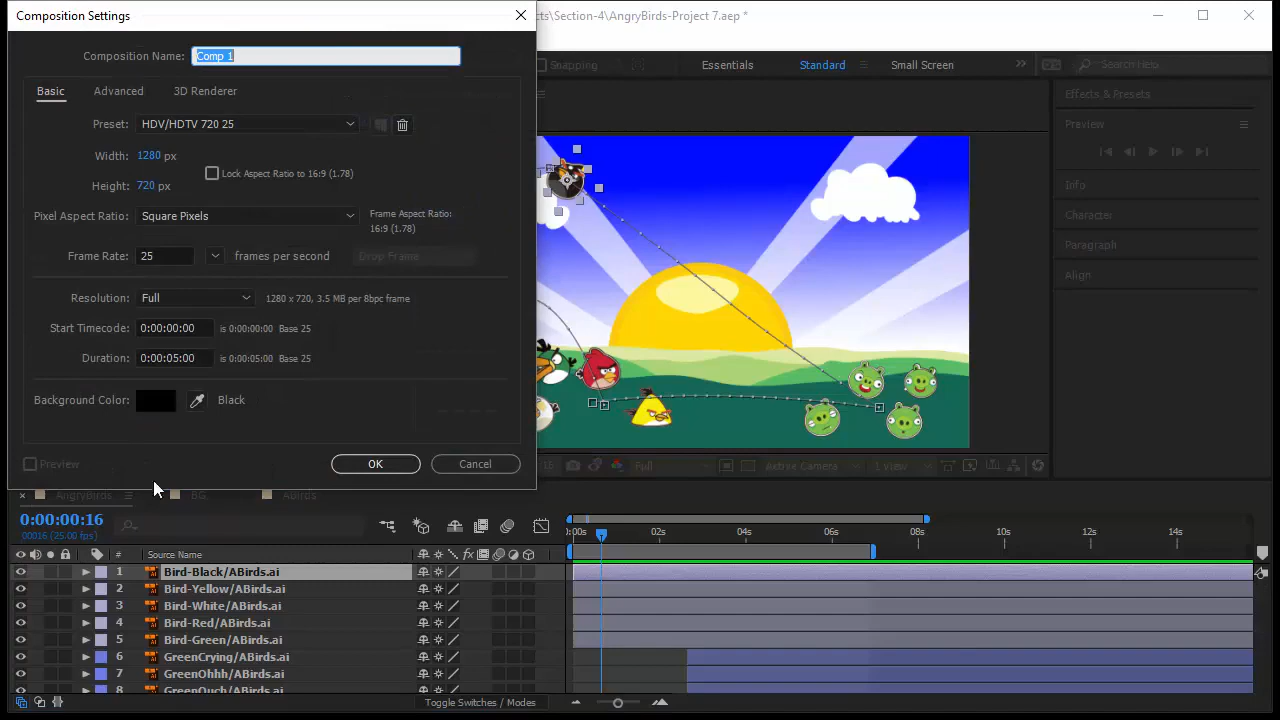 Composition Settings
cts\Section-4\AngryBirds-Project 7.aep *
Composition Name: Comp 1
Snapping
Essentials
Standard
Small Screen
Search Help
Basic
Advanced
3D Renderer
Effects & Presets
Preset: HDV/HDTV 720 25
Preview
Width: 1280 px
Lock Aspect Ratio to 16:9 (1.78)
Height: 720 px
Info
Pixel Aspect Ratio: Square Pixels
Frame Aspect Ratio:
16:9 (1.78)
Character
Paragraph
Frame Rate: 25 frames per second Drop Frame
Align
Resolution: Full 1280 x 720, 3.5 MB per 8bpc frame
Start Timecode: 0:00:00:00 is 0:00:00:00 Base 25
Duration: 0:00:05:00 is 0:00:05:00 Base 25
Background Color: Black
Preview
OK
Cancel
Full
Active Camera
1 View
AngryBirds
BG
ABirds
0:00:00:16
00016 (25.00 fps)
:00s 02s 04s 06s 08s 10s 12s 14s
# Source Name
1 Bird-Black/ABirds.ai
2 Bird-Yellow/ABirds.ai
3 Bird-White/ABirds.ai
4 Bird-Red/ABirds.ai
5 Bird-Green/ABirds.ai
6 GreenCrying/ABirds.ai
7 GreenOhhh/ABirds.ai
8 GreenOuch/ABirds.ai
Toggle Switches / Modes